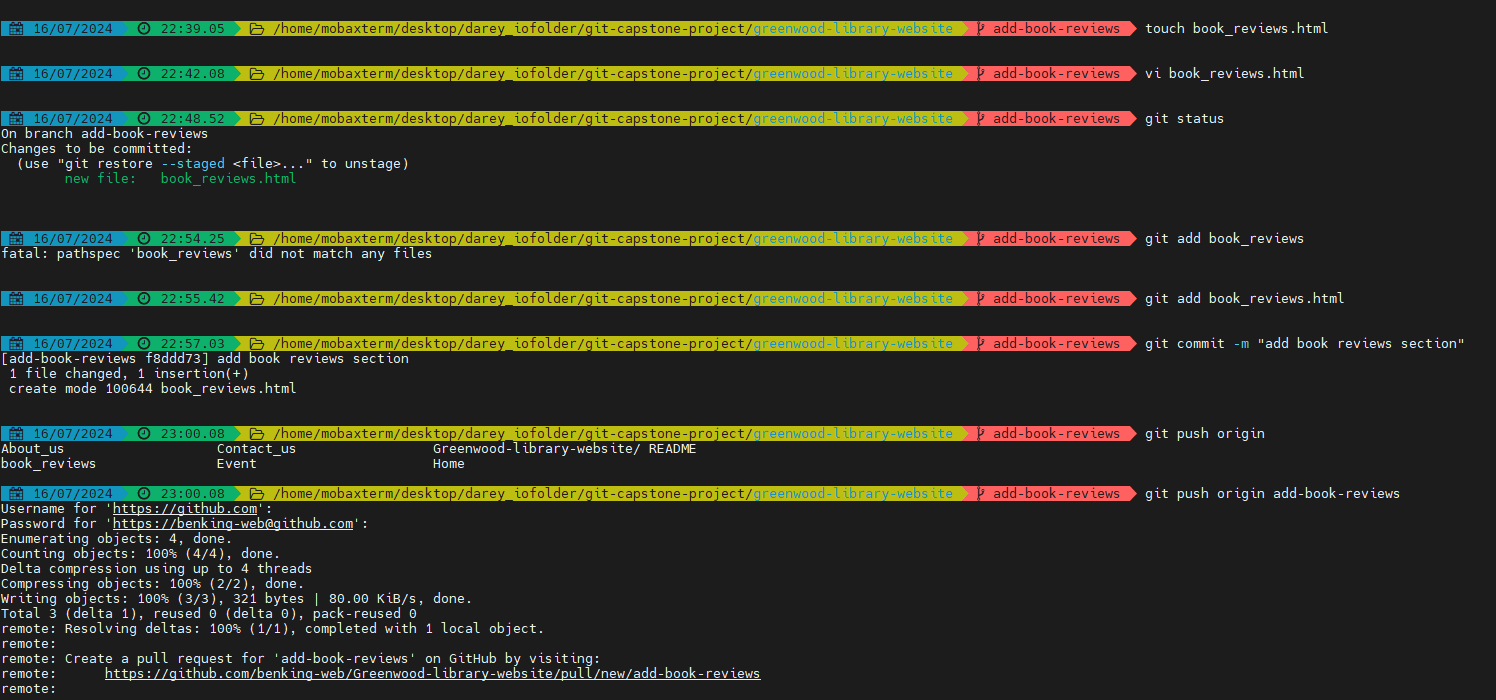 16/07/2024 22:39.05 /home/mobaxterm/desktop/darey_iofolder/git-capstone-project/greenwood-library-website add-book-reviews touch book_reviews.html
16/07/2024 22:42.08 /home/mobaxterm/desktop/darey_iofolder/git-capstone-project/greenwood-library-website add-book-reviews vi book_reviews.html
16/07/2024 22:48.52 /home/mobaxterm/desktop/darey_iofolder/git-capstone-project/greenwood-library-website add-book-reviews git status
On branch add-book-reviews
Changes to be committed:
  (use "git restore --staged <file>..." to unstage)
        new file:   book_reviews.html
16/07/2024 22:54.25 /home/mobaxterm/desktop/darey_iofolder/git-capstone-project/greenwood-library-website add-book-reviews git add book_reviews
fatal: pathspec 'book_reviews' did not match any files
16/07/2024 22:55.42 /home/mobaxterm/desktop/darey_iofolder/git-capstone-project/greenwood-library-website add-book-reviews git add book_reviews.html
16/07/2024 22:57.03 /home/mobaxterm/desktop/darey_iofolder/git-capstone-project/greenwood-library-website add-book-reviews git commit -m "add book reviews section"
[add-book-reviews f8ddd73] add book reviews section
 1 file changed, 1 insertion(+)
 create mode 100644 book_reviews.html
16/07/2024 23:00.08 /home/mobaxterm/desktop/darey_iofolder/git-capstone-project/greenwood-library-website add-book-reviews git push origin
About_us                   Contact_us                 Greenwood-library-website/ README
book_reviews               Event                      Home
16/07/2024 23:00.08 /home/mobaxterm/desktop/darey_iofolder/git-capstone-project/greenwood-library-website add-book-reviews git push origin add-book-reviews
Username for 'https://github.com':
Password for 'https://benking-web@github.com':
Enumerating objects: 4, done.
Counting objects: 100% (4/4), done.
Delta compression using up to 4 threads
Compressing objects: 100% (2/2), done.
Writing objects: 100% (3/3), 321 bytes | 80.00 KiB/s, done.
Total 3 (delta 1), reused 0 (delta 0), pack-reused 0
remote: Resolving deltas: 100% (1/1), completed with 1 local object.
remote:
remote: Create a pull request for 'add-book-reviews' on GitHub by visiting:
remote:      https://github.com/benking-web/Greenwood-library-website/pull/new/add-book-reviews
remote: